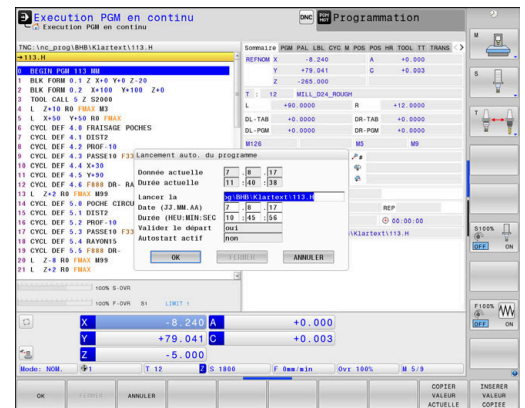 Execution PGM en continu
Execution PGM en continu
DNC
Programmation
TNC:\nc_prog\BHB\Klartext\113.H
→113.H
0 BEGIN PGM 113 MM
1 BLK FORM 0.1 Z X+0 Y+0 Z-20
2 BLK FORM 0.2 X+100 Y+100 Z+0
3 TOOL CALL 5 Z S2000
4 L Z+10 R0 FMAX M3
5 L X+50 Y+50 R0 FMAX
6 CYCL DEF 4.0 FRAISAGE POCHES
7 CYCL DEF 4.1 DIST2
8 CYCL DEF 4.2 PROF-10
9 CYCL DEF 4.3 PASSE10 F33
10 CYCL DEF 4.4 X+30
11 CYCL DEF 4.5 Y+90
12 CYCL DEF 4.6 F888 DR- RA
13 L Z+2 R0 FMAX M99
14 CYCL DEF 5.0 POCHE CIRCU
15 CYCL DEF 5.1 DIST2
16 CYCL DEF 5.2 PROF-10
17 CYCL DEF 5.3 PASSE10 F33
18 CYCL DEF 5.4 RAYON15
19 CYCL DEF 5.5 F888 DR-
20 L Z-8 R0 FMAX M99
21 L Z+2 R0 FMAX
100% S-OVR
100% F-OVR S1 LIMIT 1
Sommaire PGM PAL LBL CYC M POS POS HR TOOL TT TRANS
REFNOM X -8.240 A +0.000
Y +79.041 C +0.003
Z -265.000
T : 12 MILL_D24_ROUGH
L +90.0000 R +12.0000
DL-TAB +0.0000 DR-TAB +0.0000
DL-PGM +0.0000 DR-PGM +0.0000
M126 M5 M9
REP
00:00:00
\Klartext\113.H
Lancement auto. du programme
Donnée actuelle 7 .8 .17
Durée actuelle 11 :40 :38
Lancer la og\BHB\Klartext\113.H
Date (JJ.MM.AA) 7 .8 .17
Durée (HEU:MIN:SEC 10 :45 :56
Valider le départ oui
Autostart actif non
OK FERMER ANNULER
X -8.240 A +0.000
Y +79.041 C +0.003
Z -5.000
Mode: NOM. 1 T 12 Z S 1800 F 0mm/min Ovr 100% M 5/9
M
S
T
S100%
OFF ON
F100%
OFF ON
OK FERMER ANNULER
COPIER
VALEUR
ACTUELLE
INSERER
VALEUR
COPIEE